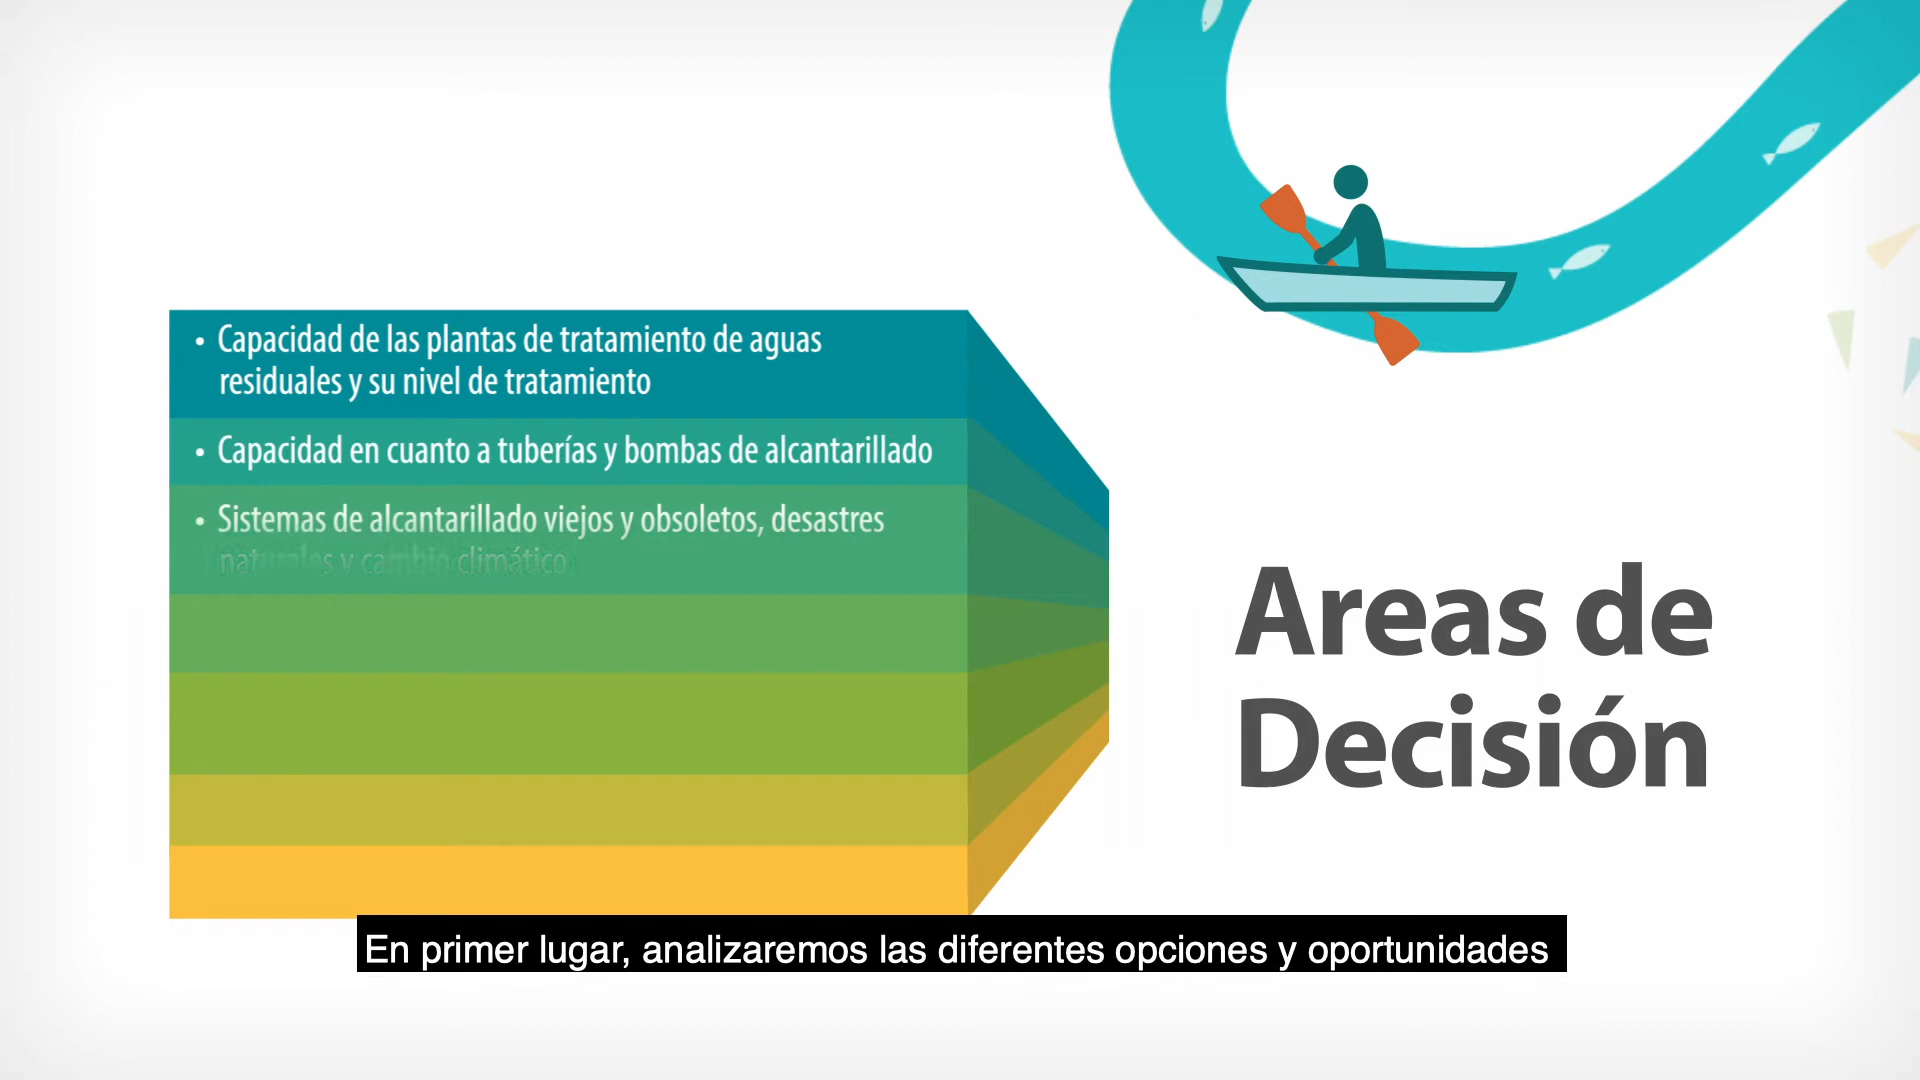 • Capacidad de las plantas de tratamiento de aguas
residuales y su nivel de tratamiento
• Capacidad en cuanto a tuberías y bombas de alcantarillado
• Sistemas de alcantarillado viejos y obsoletos, desastres
naturales y cambio climático
Areas de
Decisión
En primer lugar, analizaremos las diferentes opciones y oportunidades